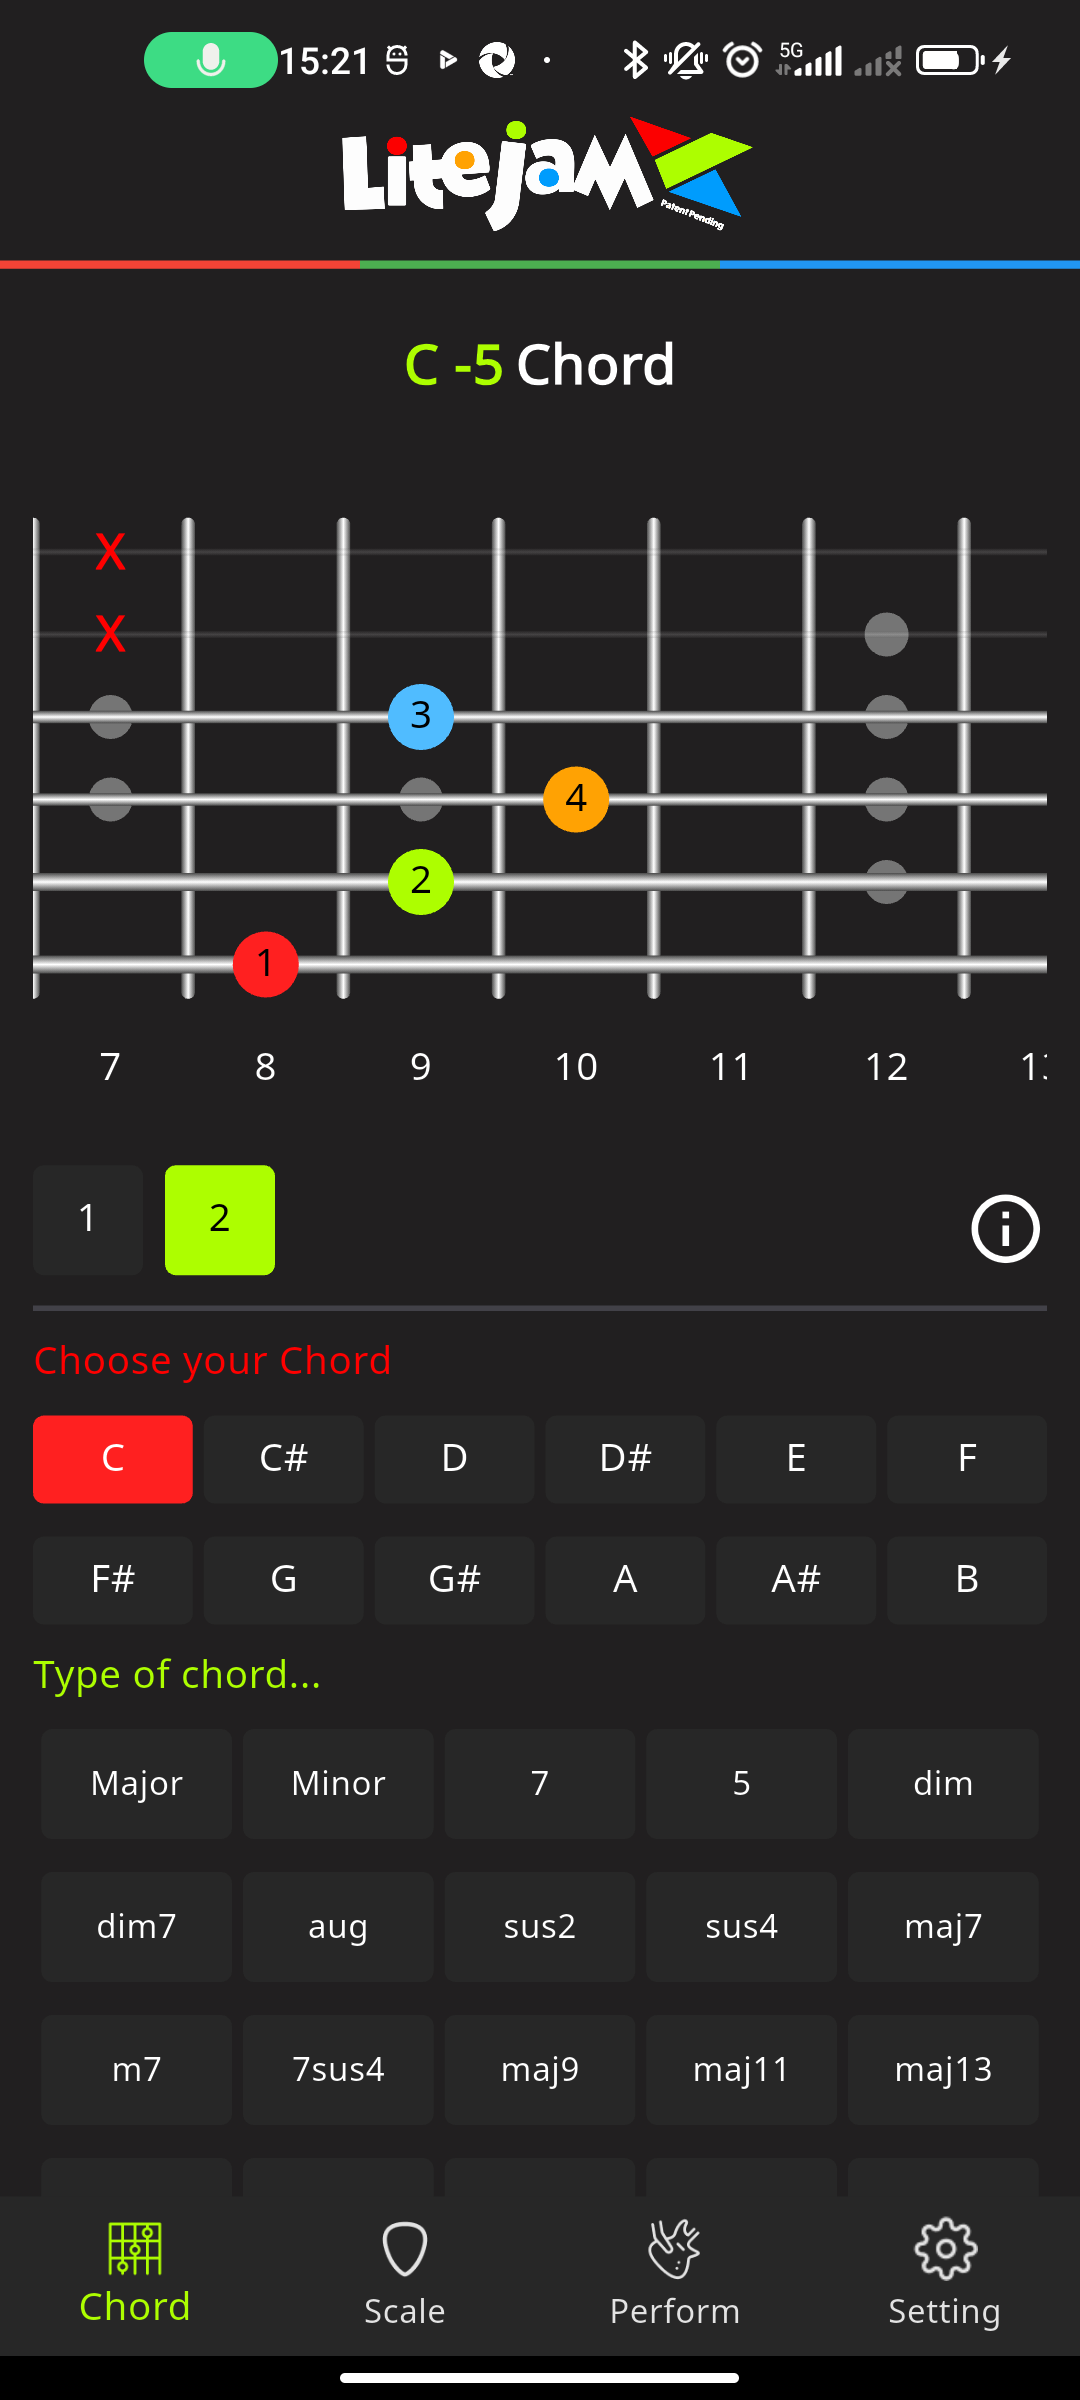 15:21 5G
Litejam
Patent Pending
C -5 Chord
X
X
3
4
2
1
7 8 9 10 11 12
1 2
Choose your Chord
C C# D D# E F
F# G G# A A# B
Type of chord...
Major Minor 7 5 dim
dim7 aug sus2 sus4 maj7
m7 7sus4 maj9 maj11 maj13
Chord Scale Perform Setting